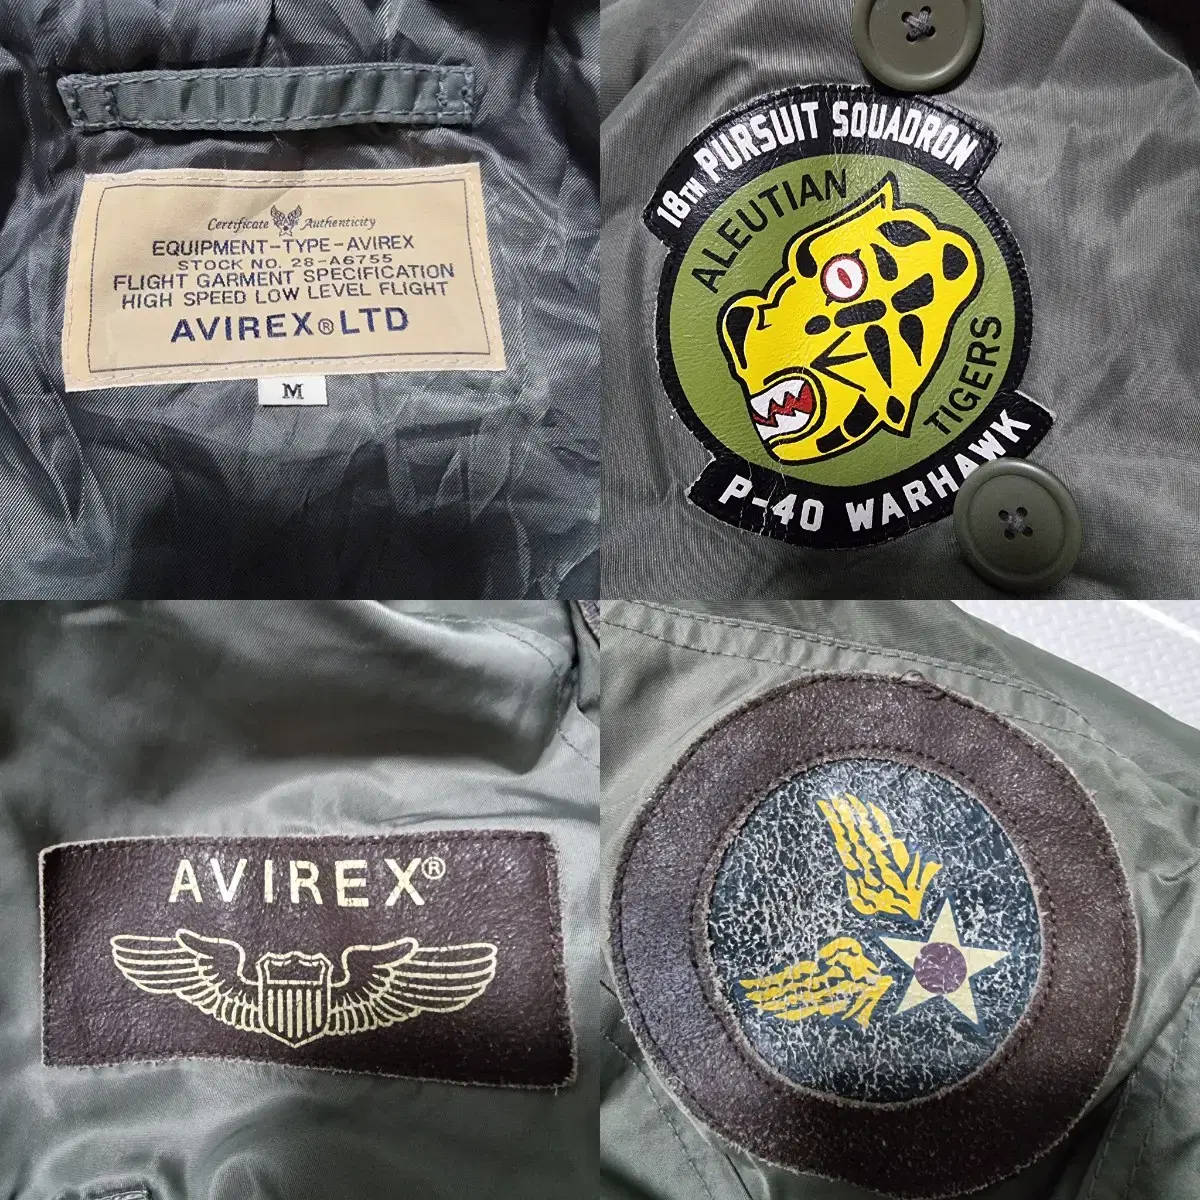 Certificate Authenticity
EQUIPMENT-TYPE-AVIREX
STOCK NO. 28-A6755
FLIGHT GARMENT SPECIFICATION
HIGH SPEED LOW LEVEL FLIGHT
AVIREX® LTD
M
18TH PURSUIT SQUADRON
ALEUTIAN
TIGERS
P-40 WARHAWK
AVIREX®